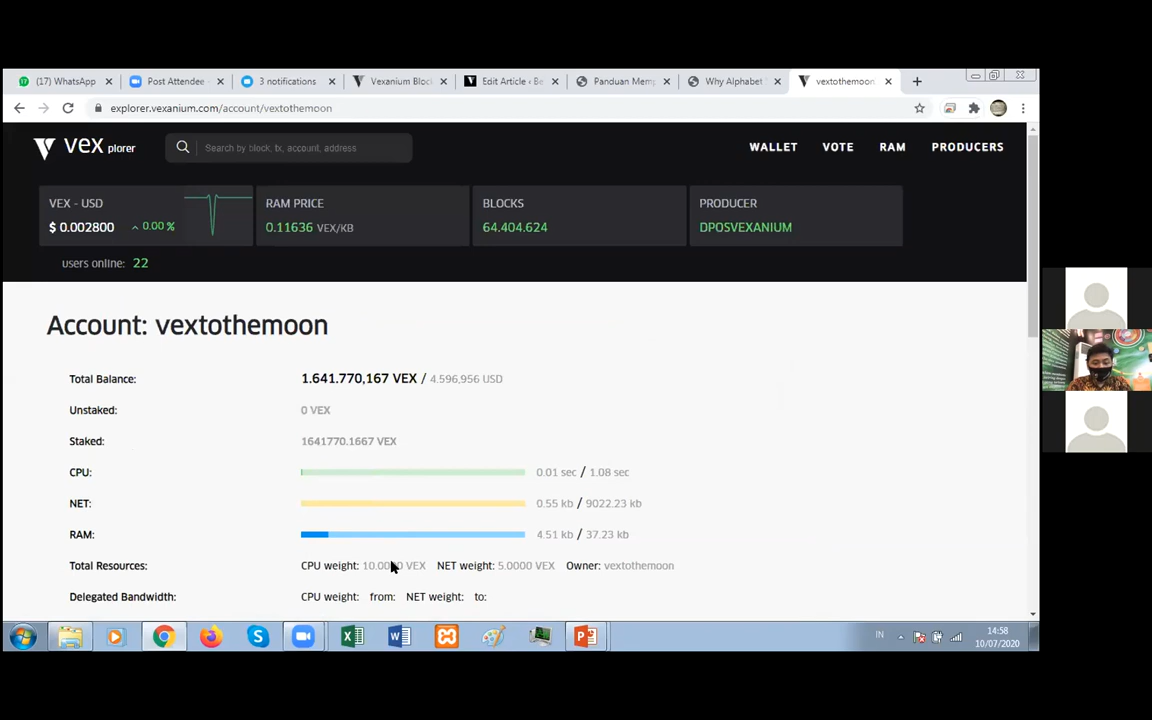 (17) WhatsApp
Post Attendee
3 notifications
Vexanium Bloc
Edit Article ‹ Be
Panduan Memp
Why Alphabet
vextothemoon
explorer.vexanium.com/account/vextothemoon
vex plorer
Search by block, tx, account, address
WALLET VOTE RAM PRODUCERS
VEX - USD RAM PRICE BLOCKS PRODUCER
$ 0.002800 0.00 % 0.11636 VEX/KB 64.404.624 DPOSVEXANIUM
users online: 22
Account: vextothemoon
Total Balance: 1.641.770,167 VEX / 4.596,956 USD
Unstaked: 0 VEX
Staked: 1641770.1667 VEX
CPU: 0.01 sec / 1.08 sec
NET: 0.55 kb / 9022.23 kb
RAM: 4.51 kb / 37.23 kb
Total Resources: CPU weight: VEX NET weight: 5.0000 VEX Owner: vextothemoon
Delegated Bandwidth: CPU weight: from: NET weight: to:
IN 14:58
10/07/2020